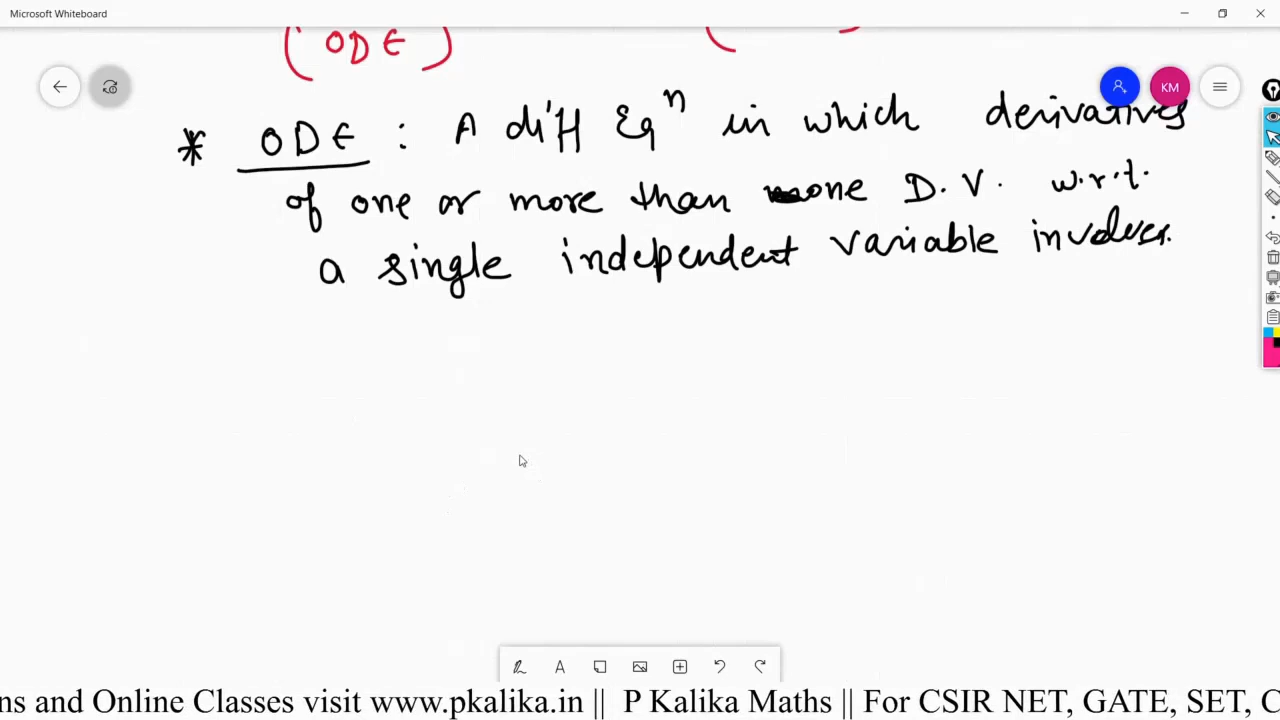 Microsoft Whiteboard
(ODE)
KM
* ODE : A diff Eqⁿ in which derivatives
of one or more than one D.V. w.r.t.
a single independent variable involves.
ns and Online Classes visit www.pkalika.in || P Kalika Maths || For CSIR NET, GATE, SET, C